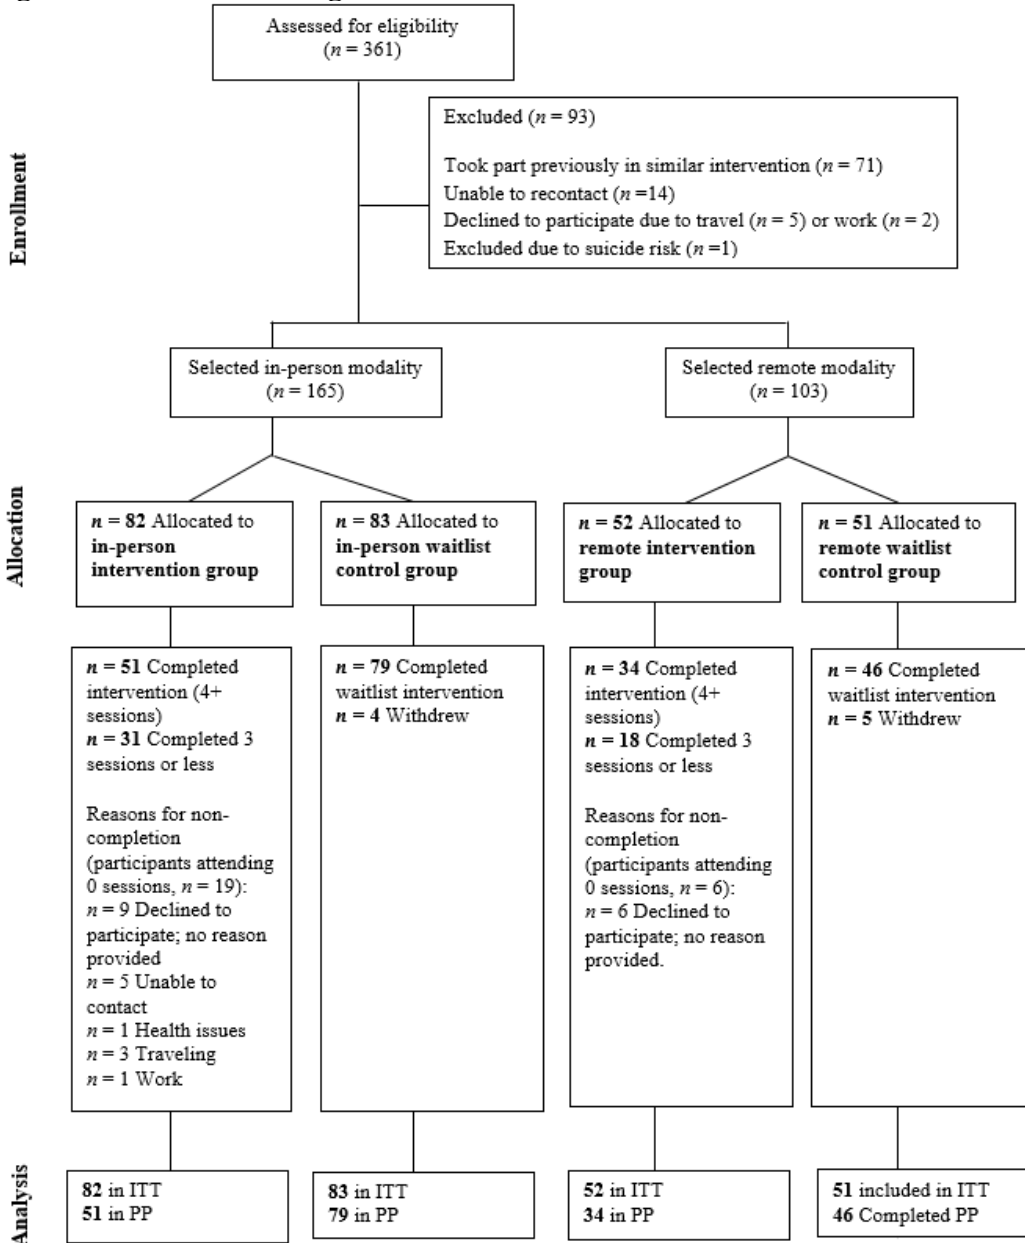 Assessed for eligibility
(n = 361)
Excluded (n = 93)
Took part previously in similar intervention (n = 71)
Unable to recontact (n =14)
Declined to participate due to travel (n = 5) or work (n = 2)
Excluded due to suicide risk (n =1)
Enrollment
Selected in-person modality
(n = 165)
Selected remote modality
(n = 103)
Allocation
n = 82 Allocated to
in-person
intervention group
n = 83 Allocated to
in-person waitlist
control group
n = 52 Allocated to
remote intervention
group
n = 51 Allocated to
remote waitlist
control group
n = 51 Completed
intervention (4+
sessions)
n = 31 Completed 3
sessions or less
Reasons for non-
completion
(participants attending
0 sessions, n = 19):
n = 9 Declined to
participate; no reason
provided
n = 5 Unable to
contact
n = 1 Health issues
n = 3 Traveling
n = 1 Work
n = 79 Completed
waitlist intervention
n = 4 Withdrew
n = 34 Completed
intervention (4+
sessions)
n = 18 Completed 3
sessions or less
Reasons for non-
completion
(participants attending
0 sessions, n = 6):
n = 6 Declined to
participate; no reason
provided.
n = 46 Completed
waitlist intervention
n = 5 Withdrew
Analysis
82 in ITT
51 in PP
83 in ITT
79 in PP
52 in ITT
34 in PP
51 included in ITT
46 Completed PP